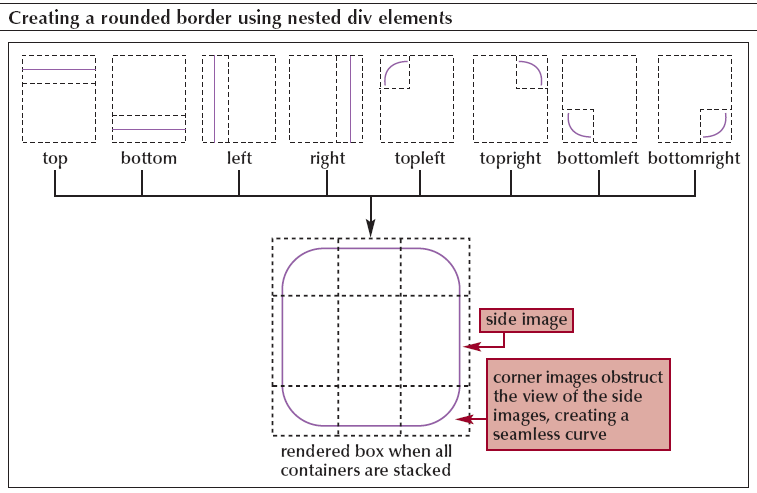 Creating a rounded border using nested div elements
top bottom left right topleft topright bottomleft bottomright
side image
corner images obstruct
the view of the side
images, creating a
seamless curve
rendered box when all
containers are stacked